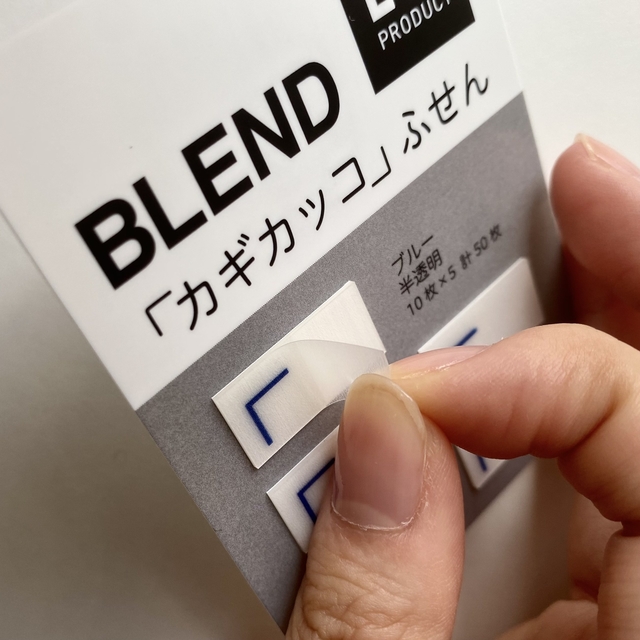 PRODUCT
BLEND
「カギカッコ」ふせん
ブルー
半透明
10枚×5 計50枚